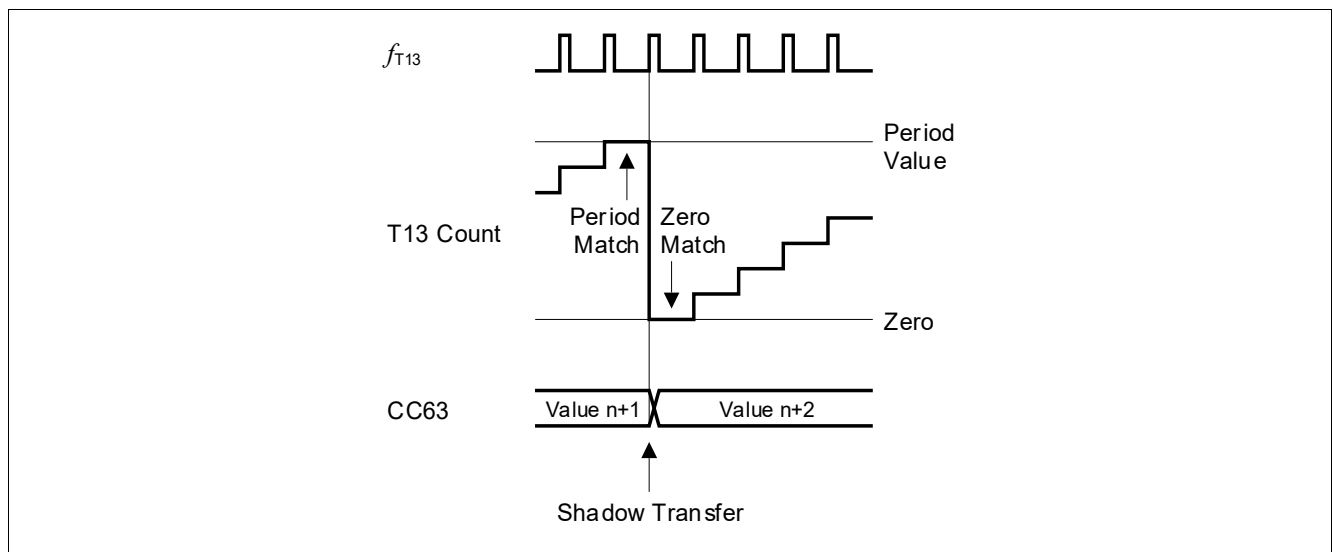 fT13
Period
Value
Period
Match
Zero
Match
T13 Count
Zero
CC63
Value n+1
Value n+2
Shadow Transfer